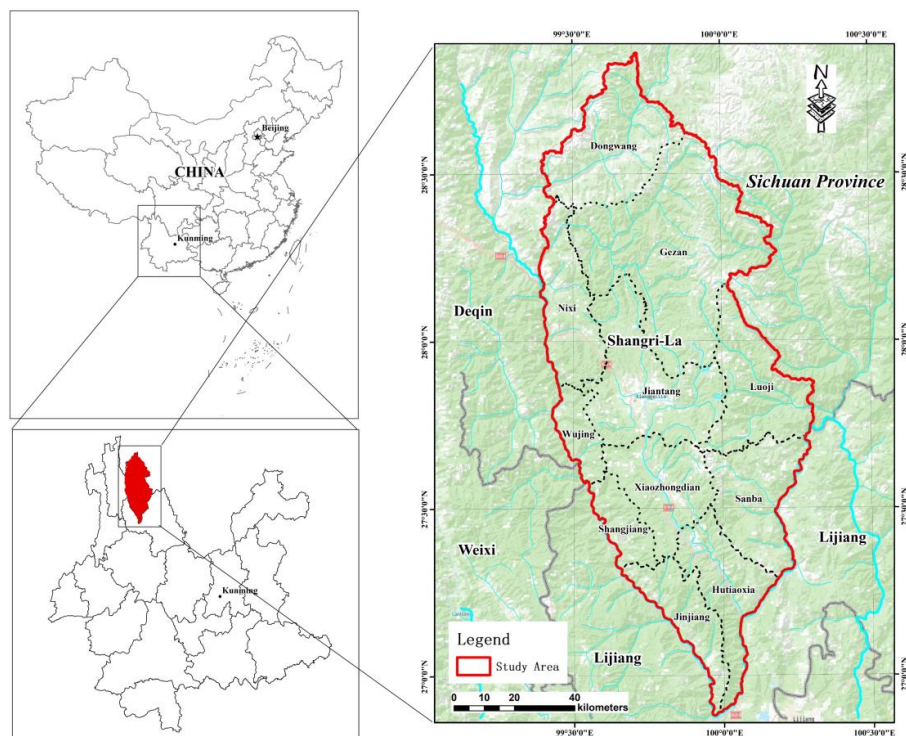 Beijing
CHINA
Kunming
Kunming
99°30'0"E
100°0'0"E
100°30'0"E
N
Dongwang
28°30'0"N
28°30'0"N
Sichuan Province
Gezan
Deqin
Nixi
28°0'0"N
28°0'0"N
Shangri-La
Jiantang
Luoji
Wujing
Xiaozhongdian
Sanba
27°30'0"N
27°30'0"N
Shangjiang
Weixi
Lijiang
Hutiaoxia
Jinjiang
Legend
Study Area
Lijiang
27°0'0"N
27°0'0"N
0 5 10 20 30 40
kilometers
99°30'0"E
100°0'0"E
100°30'0"E